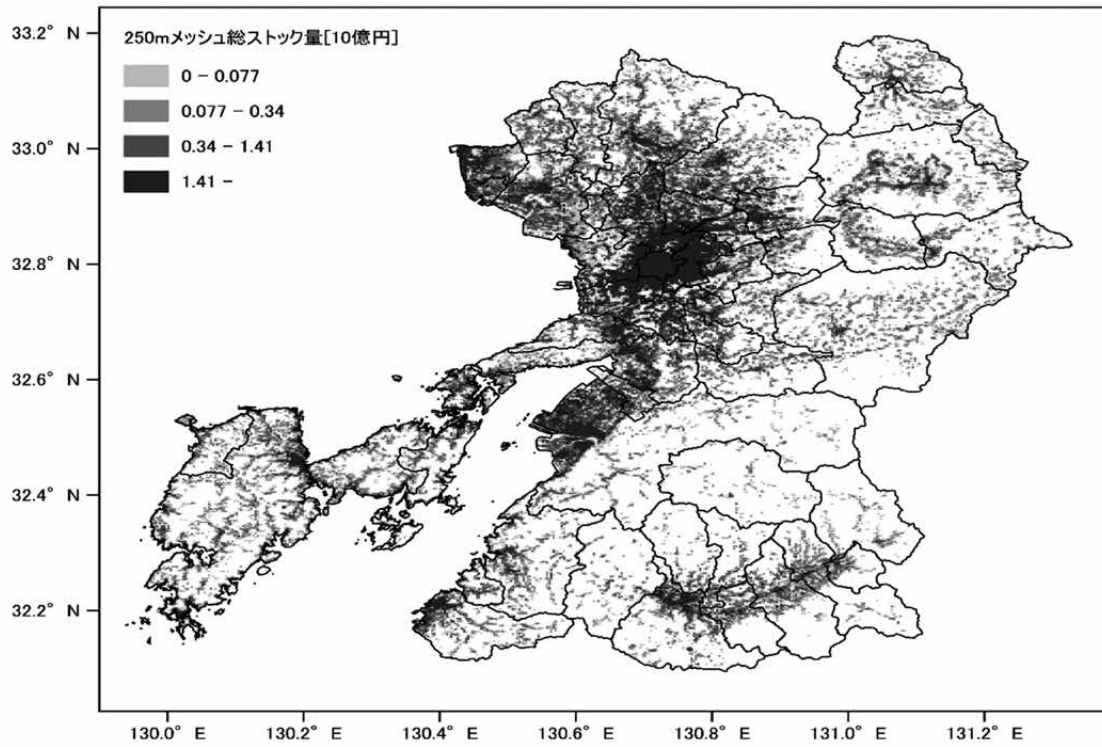 250mメッシュ総ストック量[10億円]
0 - 0.077
0.077 - 0.34
0.34 - 1.41
1.41 -
33.2° N
33.0° N
32.8° N
32.6° N
32.4° N
32.2° N
130.0° E 130.2° E 130.4° E 130.6° E 130.8° E 131.0° E 131.2° E